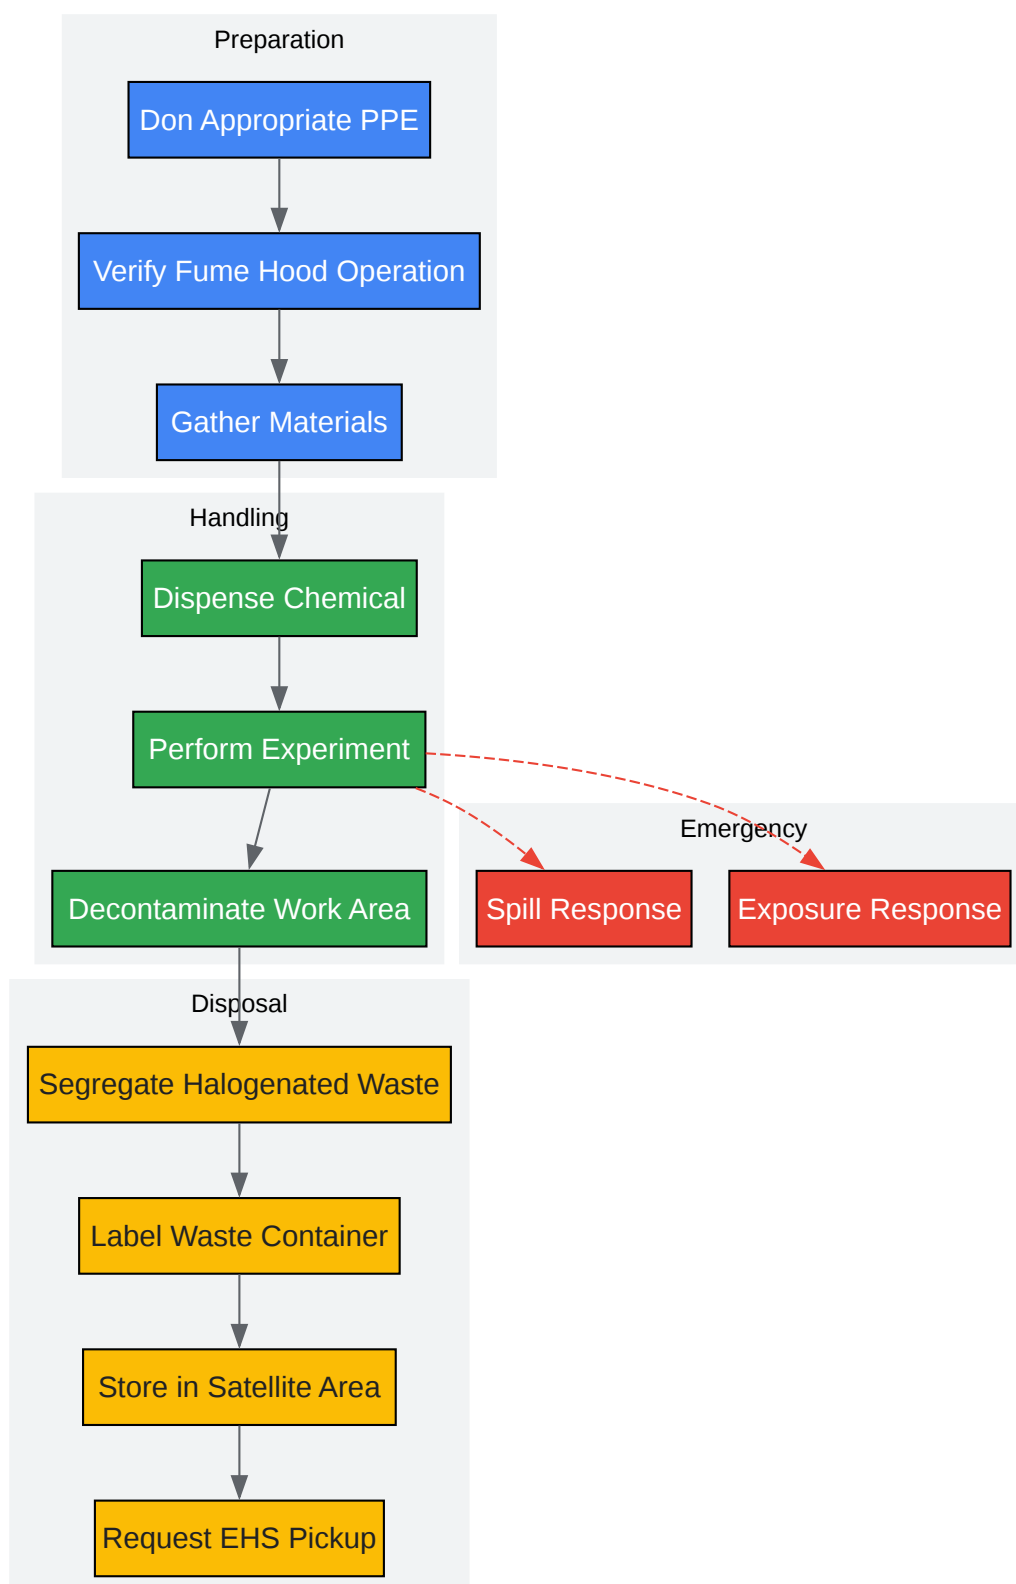 Preparation
Don Appropriate PPE
Verify Fume Hood Operation
Gather Materials
Handling
Dispense Chemical
Perform Experiment
Emergency
Decontaminate Work Area
Spill Response
Exposure Response
Disposal
Segregate Halogenated Waste
Label Waste Container
Store in Satellite Area
Request EHS Pickup